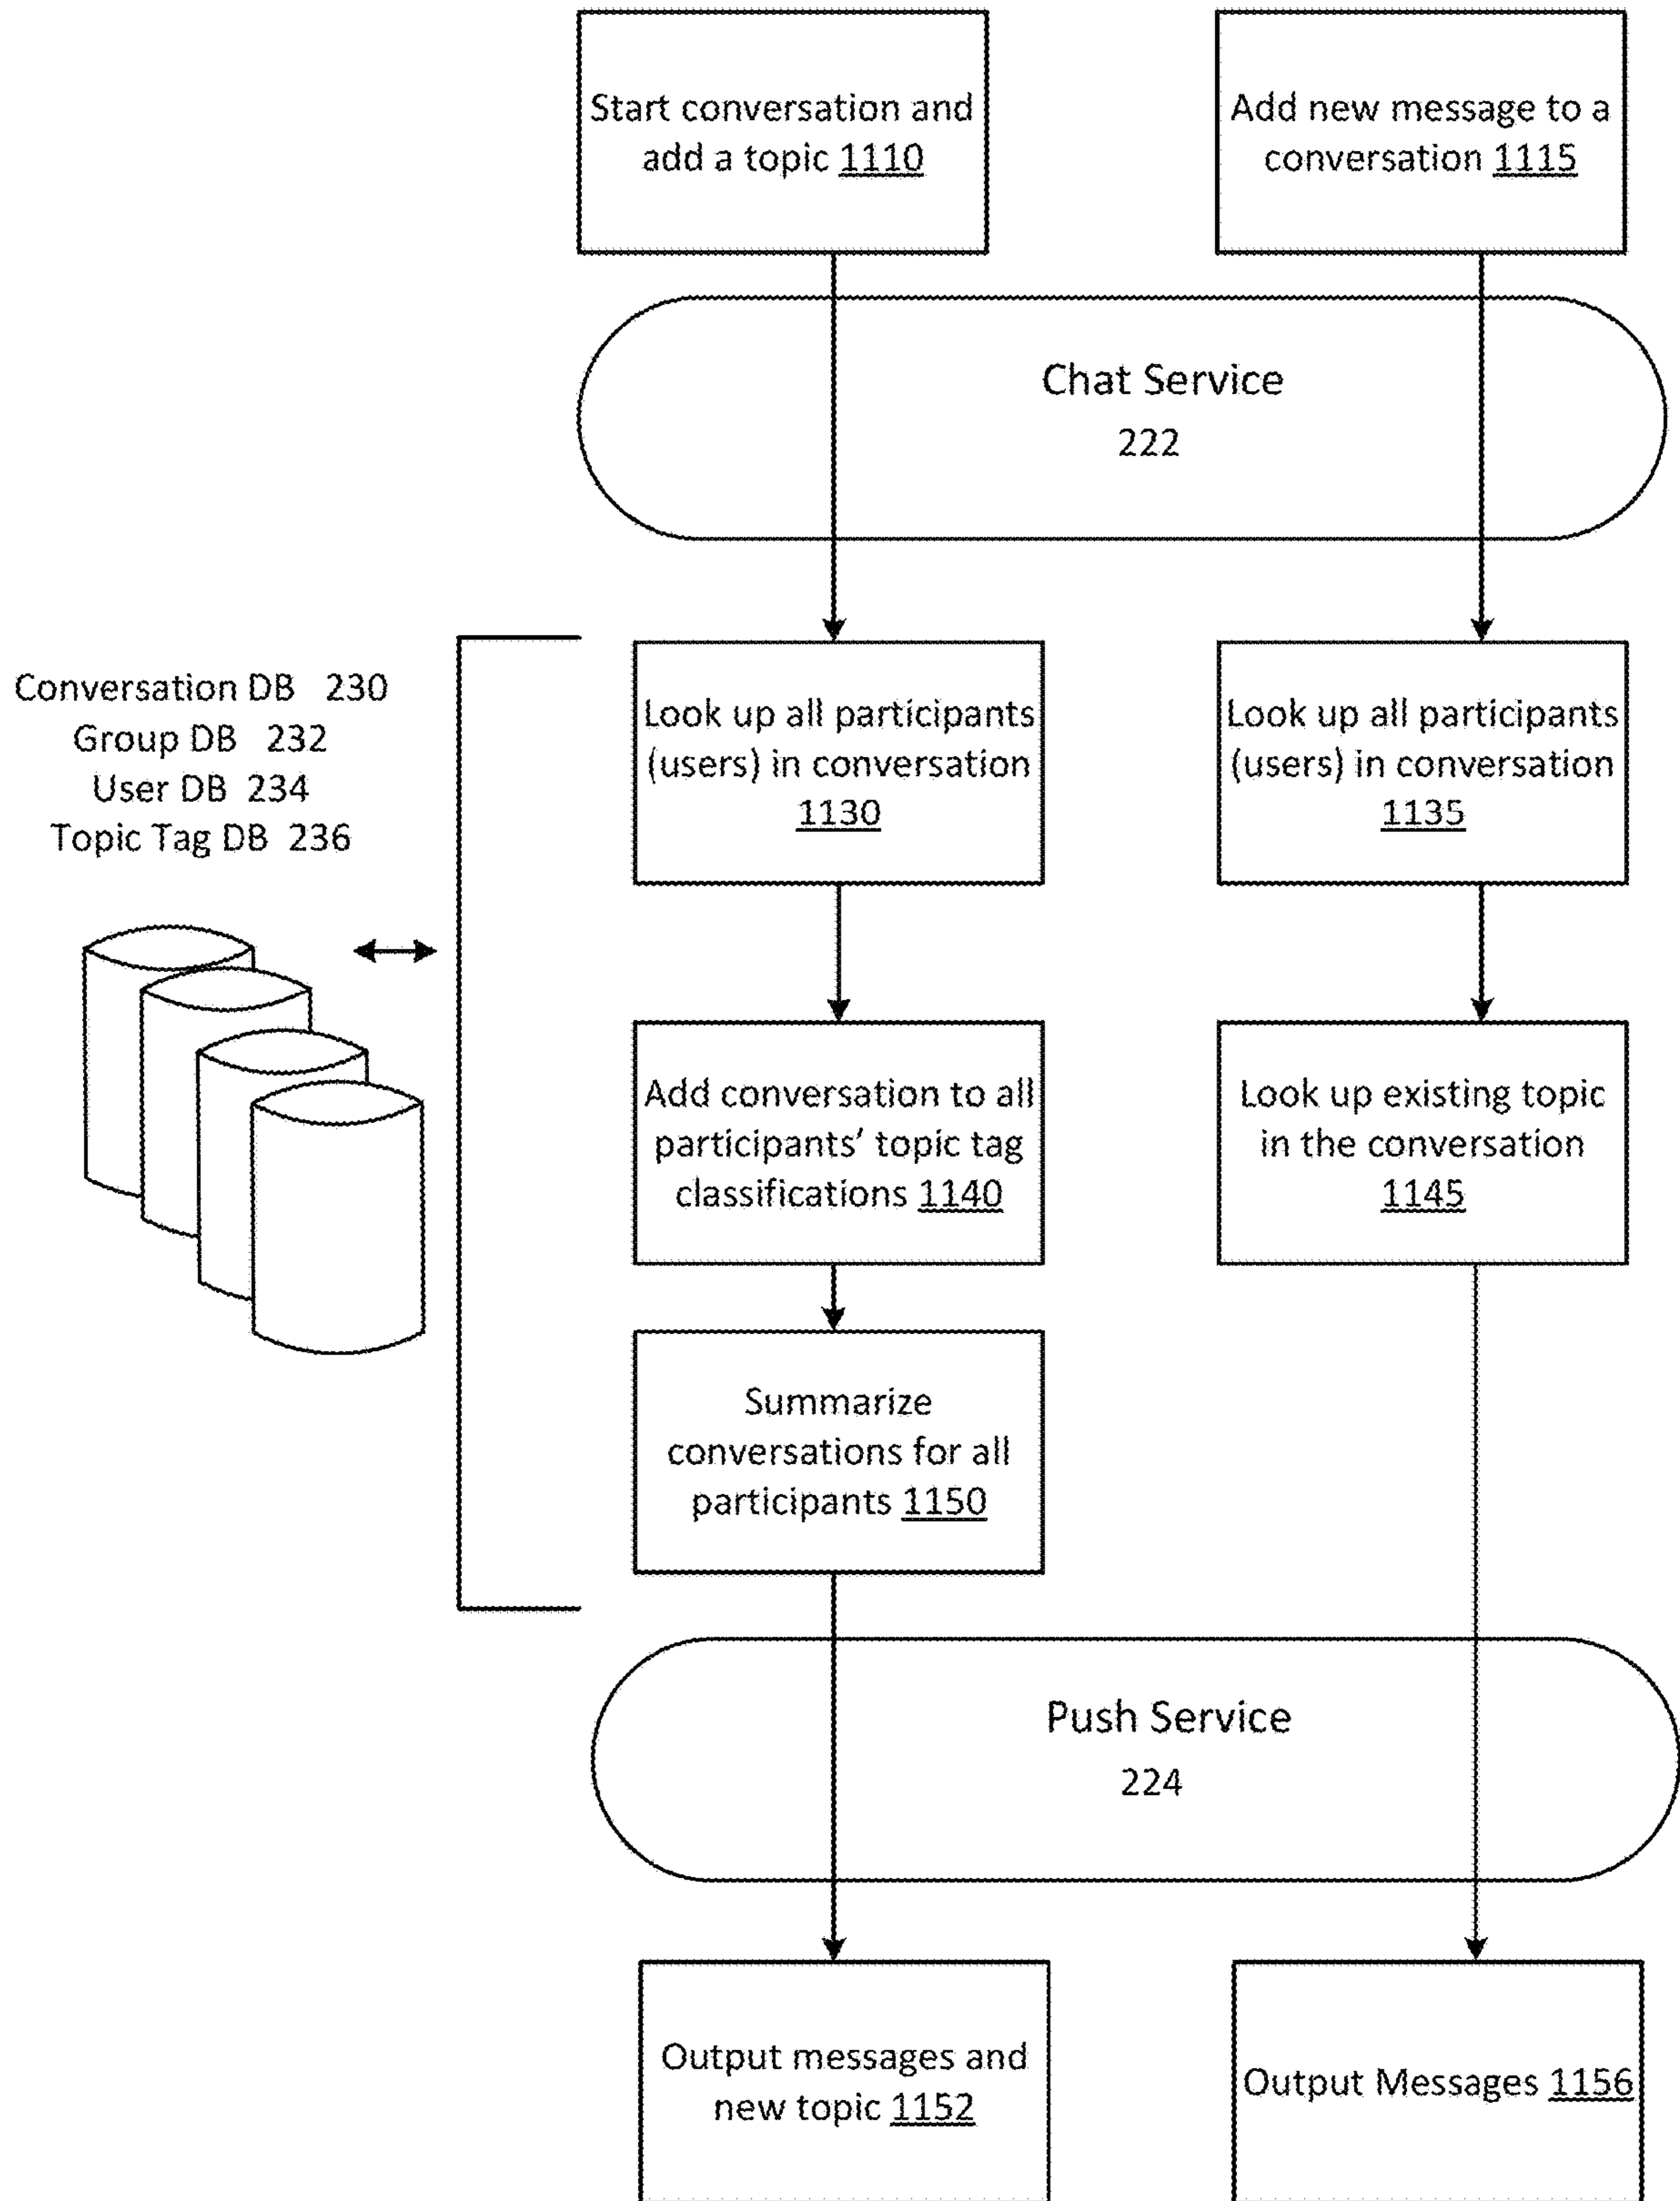 Start conversation and
add a topic 1110
Add new message to a
conversation 1115
Chat Service
222
Conversation DB 230
Group DB 232
User DB 234
Topic Tag DB 236
Look up all participants
(users) in conversation
1130
Look up all participants
(users) in conversation
1135
Add conversation to all
participants’ topic tag
classifications 1140
Look up existing topic
in the conversation
1145
Summarize
conversations for all
participants 1150
Push Service
224
Output messages and
new topic 1152
Output Messages 1156